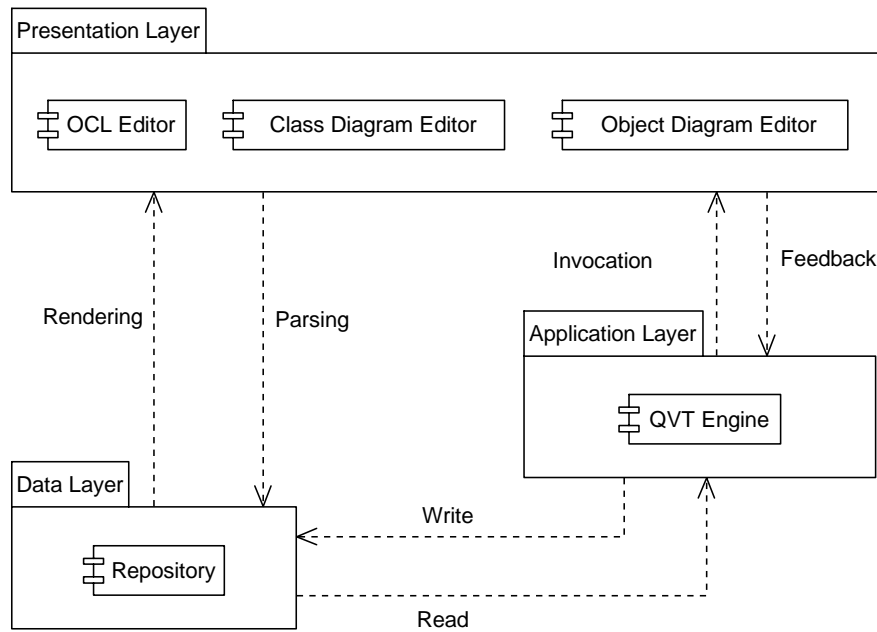 Presentation Layer
OCL Editor
Class Diagram Editor
Object Diagram Editor
Invocation
Feedback
Rendering
Parsing
Application Layer
QVT Engine
Data Layer
Write
Repository
Read